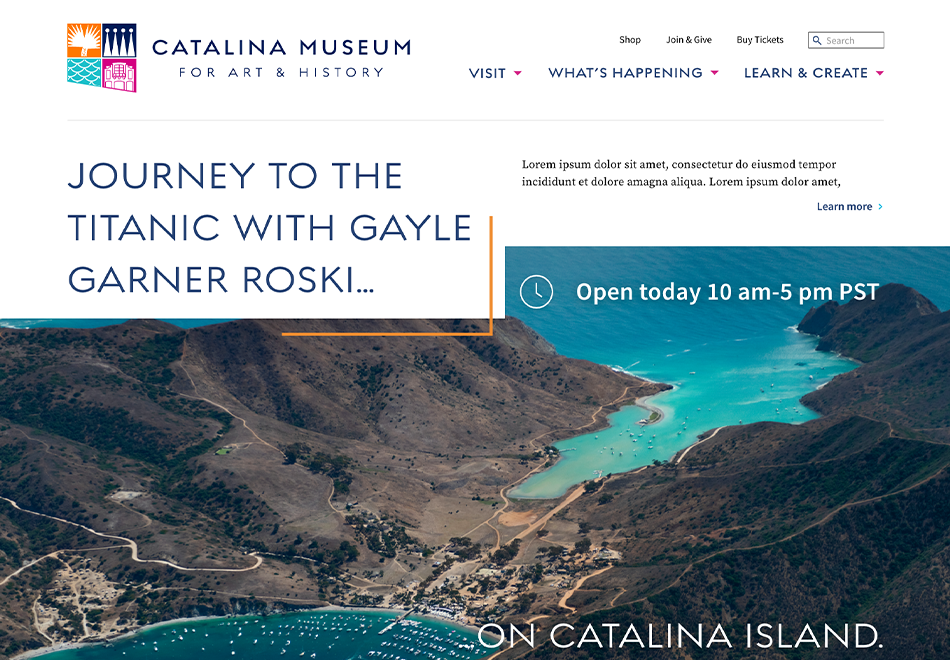 CATALINA MUSEUM
FOR ART & HISTORY
Shop
Join & Give
Buy Tickets
Search
VISIT
WHAT'S HAPPENING
LEARN & CREATE
JOURNEY TO THE
TITANIC WITH GAYLE
GARNER ROSKI...
Lorem ipsum dolor sit amet, consectetur do eiusmod tempor
incididunt et dolore amagna aliqua. Lorem ipsum dolor amet,
Learn more >
Open today 10 am-5 pm PST
ON CATALINA ISLAND.